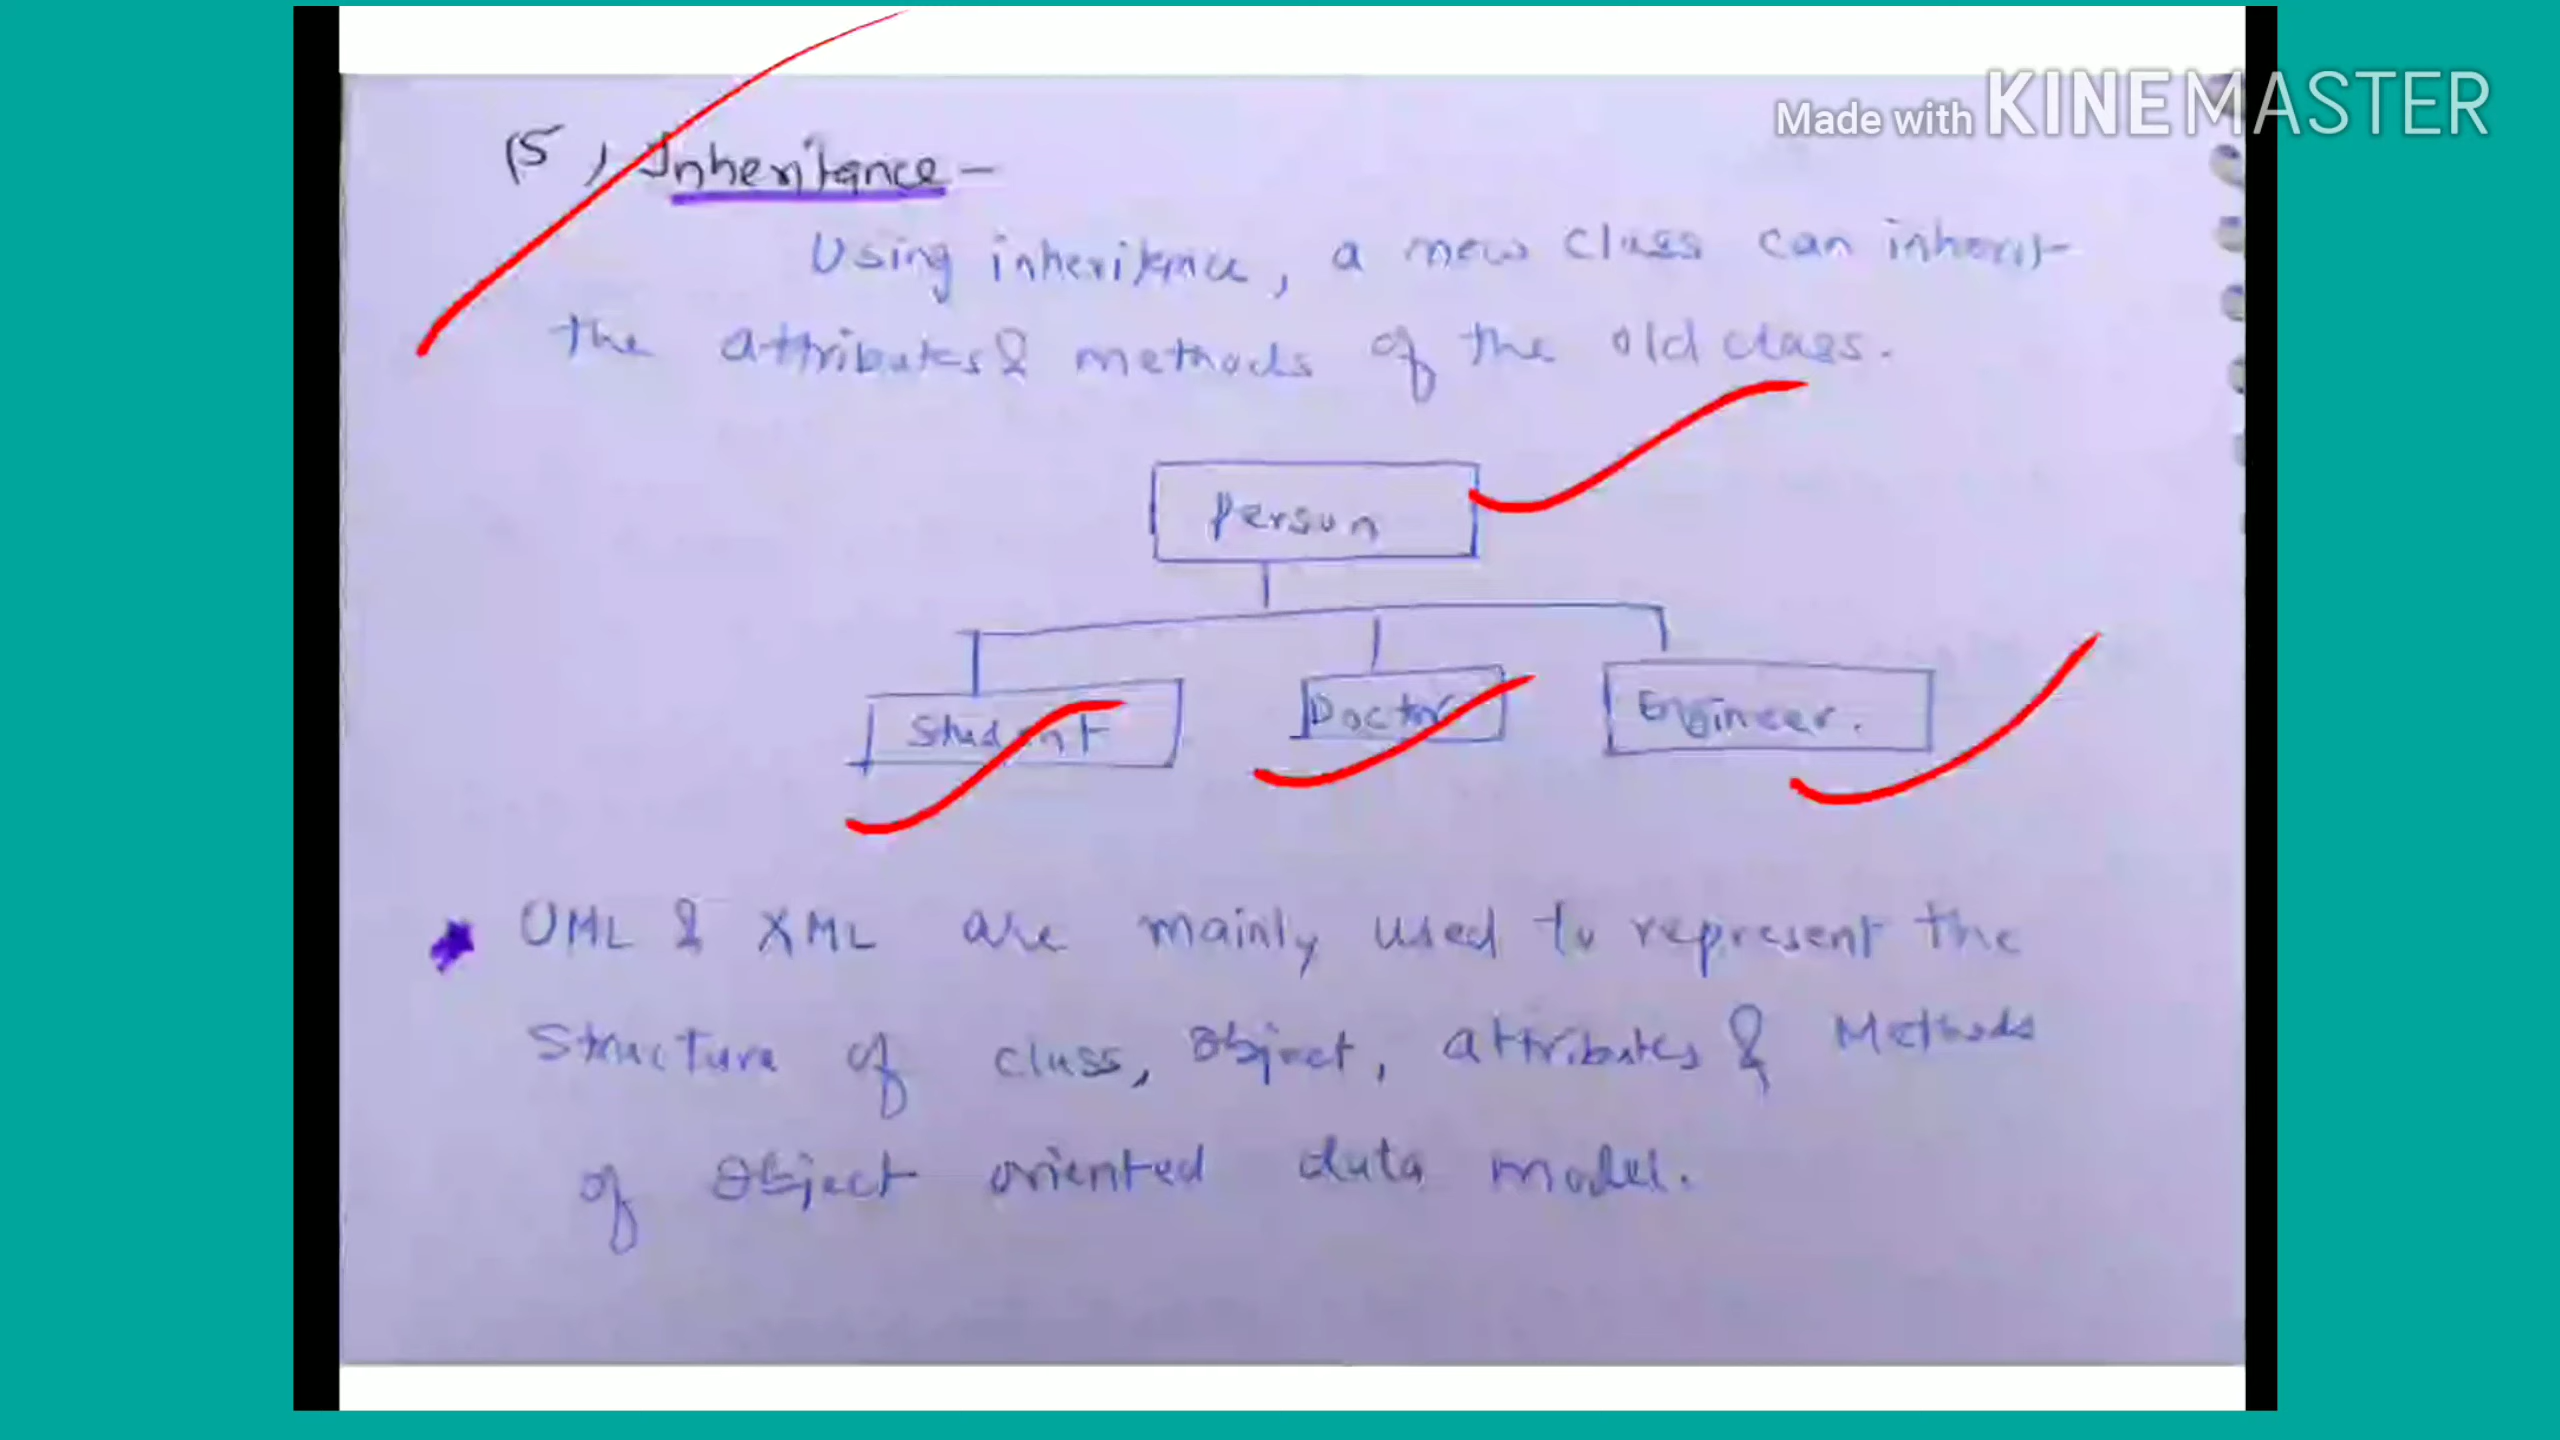 Made with KINEMASTER
(5) Inheritance -
Using inheritance, a new class can inherit
the attributes & methods of the old class.
Person
Student Doctor Engineer.
UML & XML are mainly used to represent the
Structure of class, Object, attributes & Methods
of Object oriented data model.